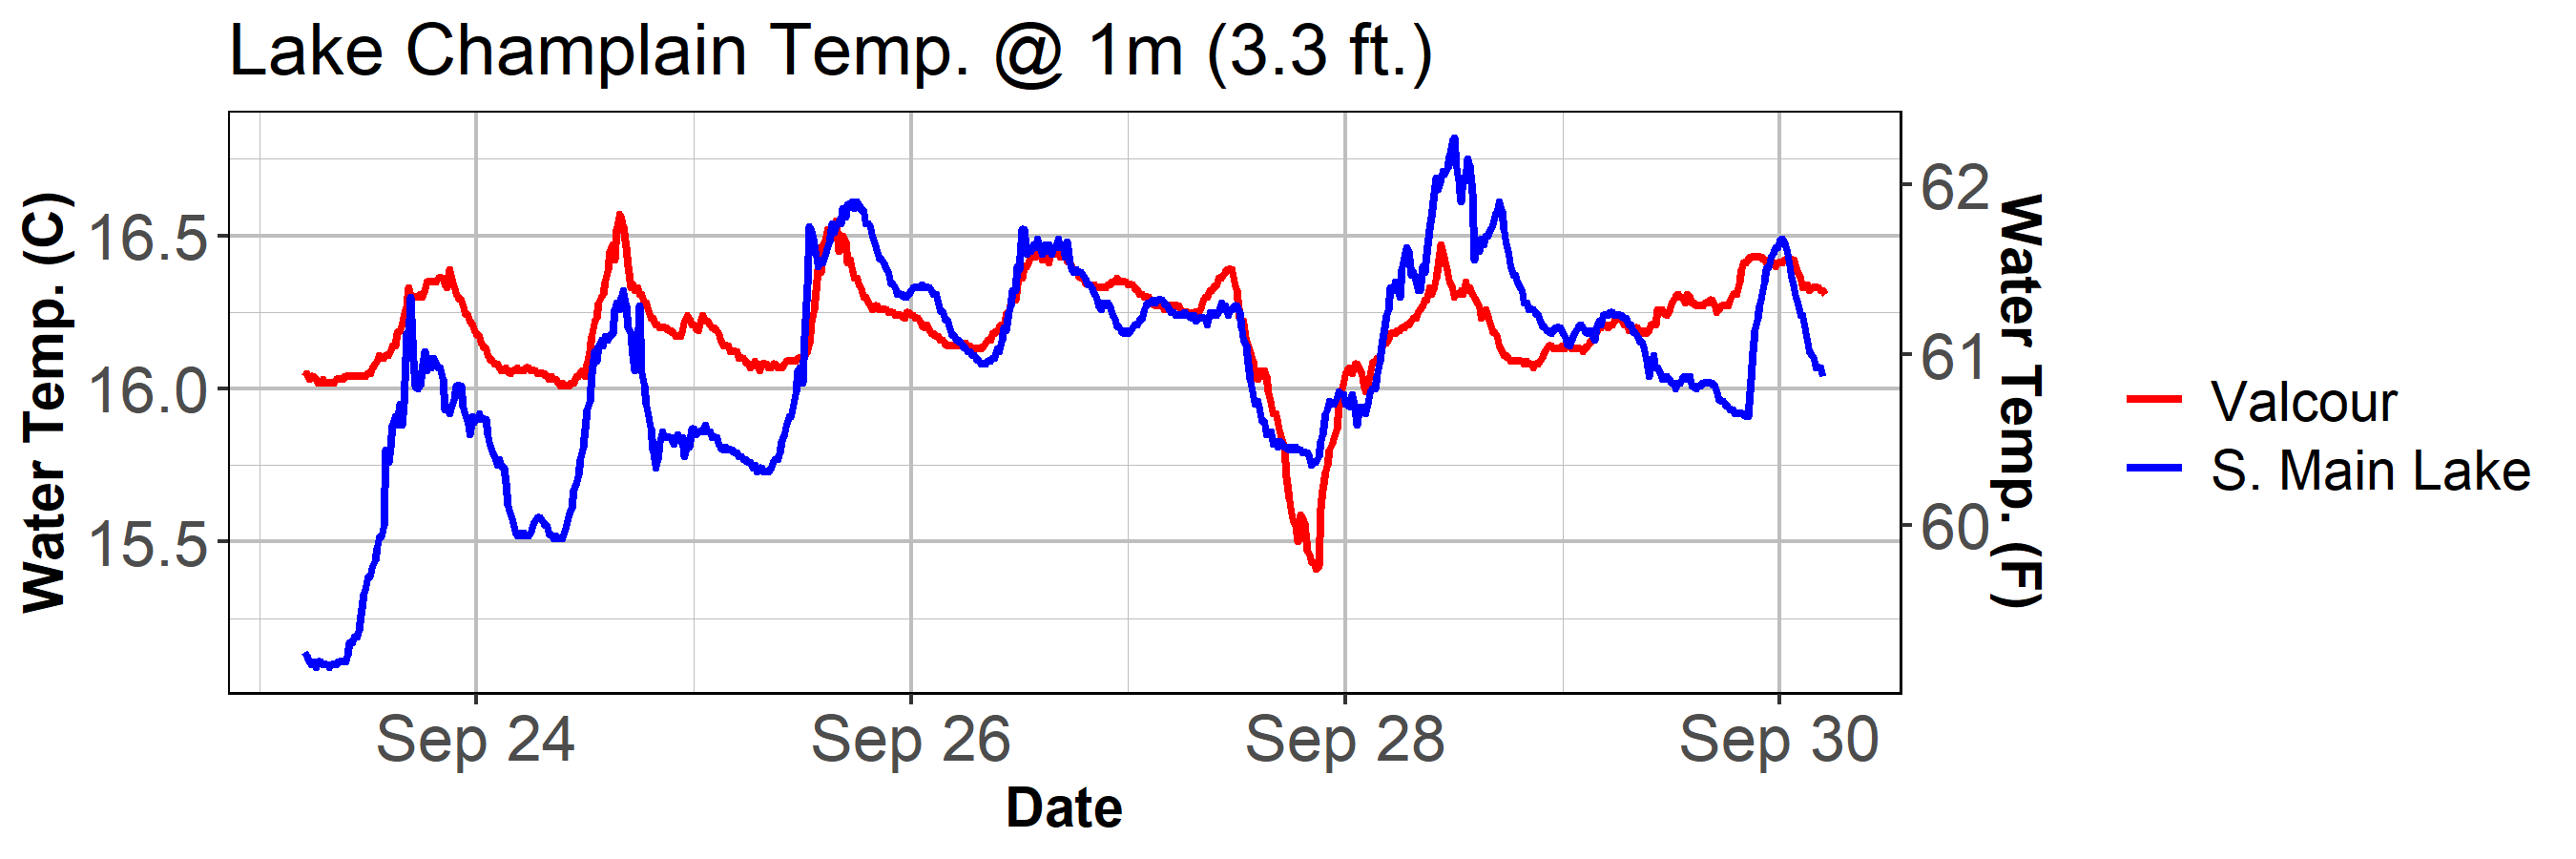 Lake Champlain Temp. @ 1m (3.3 ft.)
Water Temp. (C)
16.5
16.0
15.5
62
61
60
Water Temp. (F)
Sep 24
Sep 26
Sep 28
Sep 30
Date
Valcour
S. Main Lake